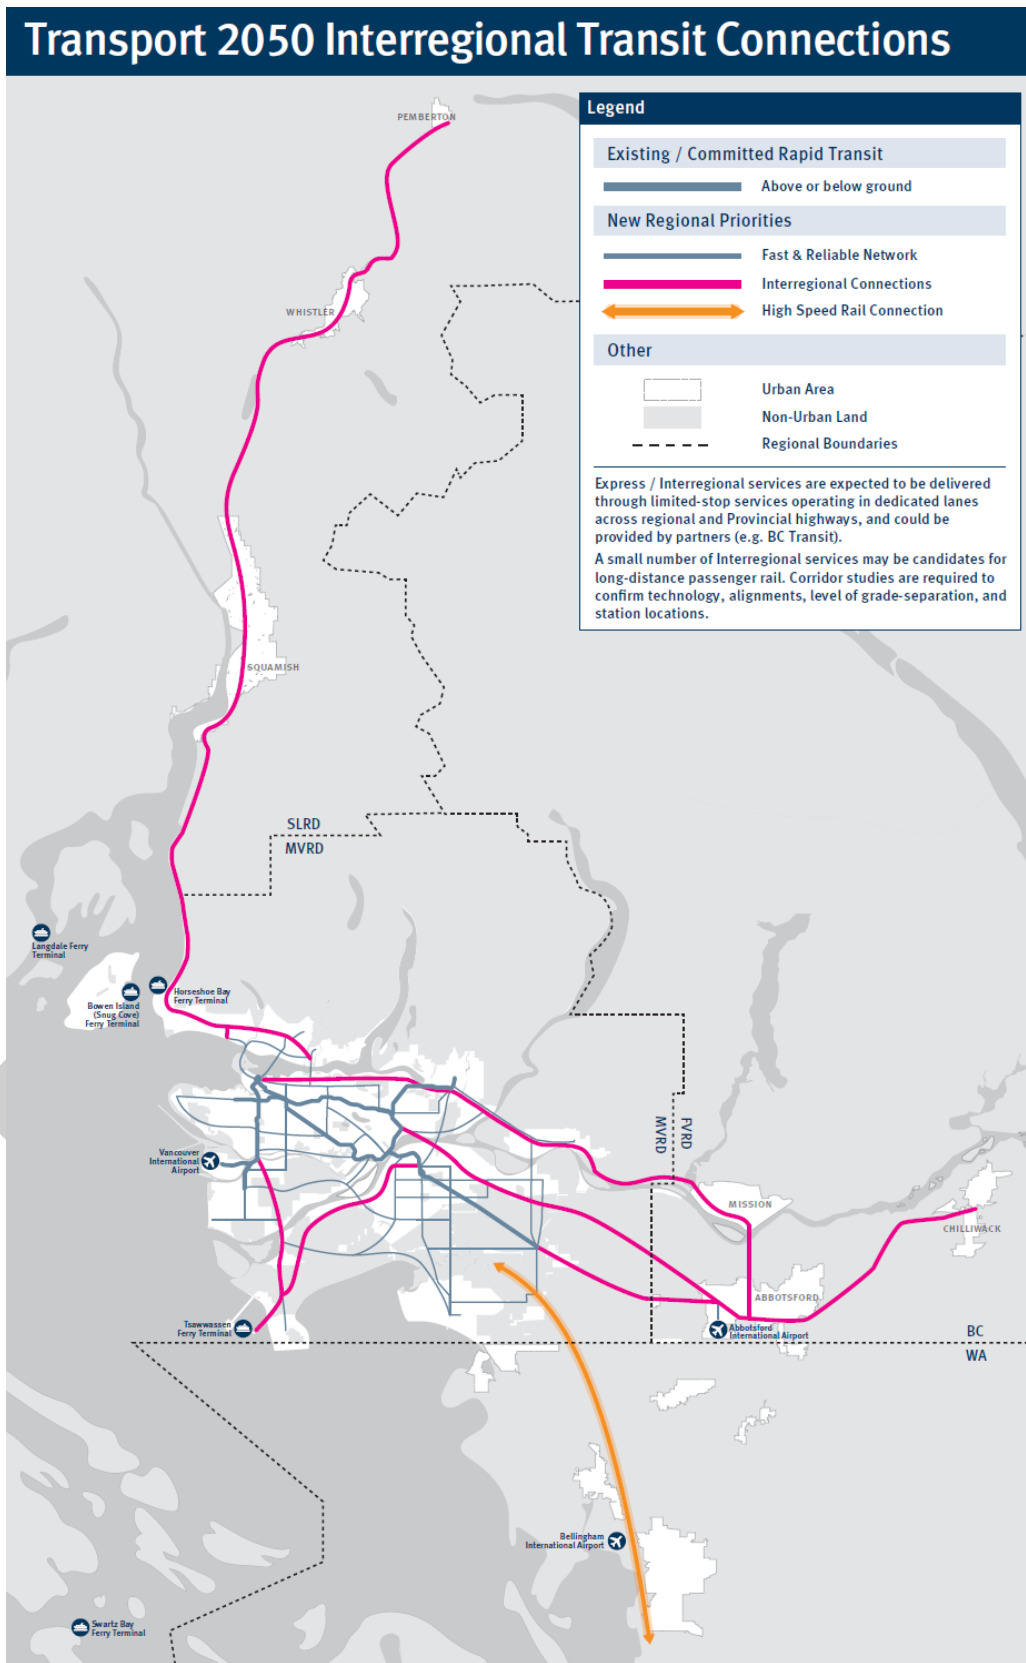 Transport 2050 Interregional Transit Connections
Legend
Existing / Committed Rapid Transit
Above or below ground
New Regional Priorities
Fast & Reliable Network
Interregional Connections
High Speed Rail Connection
Other
Urban Area
Non-Urban Land
Regional Boundaries
Express / Interregional services are expected to be delivered
through limited-stop services operating in dedicated lanes
across regional and Provincial highways, and could be
provided by partners (e.g. BC Transit).
A small number of Interregional services may be candidates for
long-distance passenger rail. Corridor studies are required to
confirm technology, alignments, level of grade-separation, and
station locations.
PEMBERTON
WHISTLER
SQUAMISH
SLRD
MVRD
Langdale Ferry
Terminal
Bowen Island
(Snug Cove)
Ferry Terminal
Horseshoe Bay
Ferry Terminal
MVRD
FVRD
Vancouver
International
Airport
MISSION
CHILLIWACK
ABBOTSFORD
Tsawwassen
Ferry Terminal
Abbotsford
International Airport
BC
WA
Bellingham
International Airport
Swartz Bay
Ferry Terminal